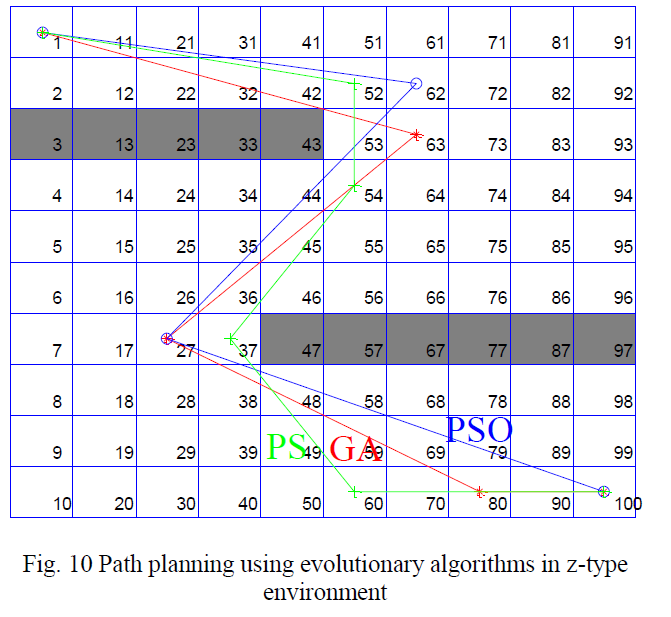 1 11 21 31 41 51 61 71 81 91
2 12 22 32 42 52 62 72 82 92
3 13 23 33 43 53 63 73 83 93
4 14 24 34 44 54 64 74 84 94
5 15 25 35 45 55 65 75 85 95
6 16 26 36 46 56 66 76 86 96
7 17 27 37 47 57 67 77 87 97
8 18 28 38 48 58 68 78 88 98
PSO
PS GA
9 19 29 39 49 59 69 79 89 99
10 20 30 40 50 60 70 80 90 100
Fig. 10 Path planning using evolutionary algorithms in z-type
environment